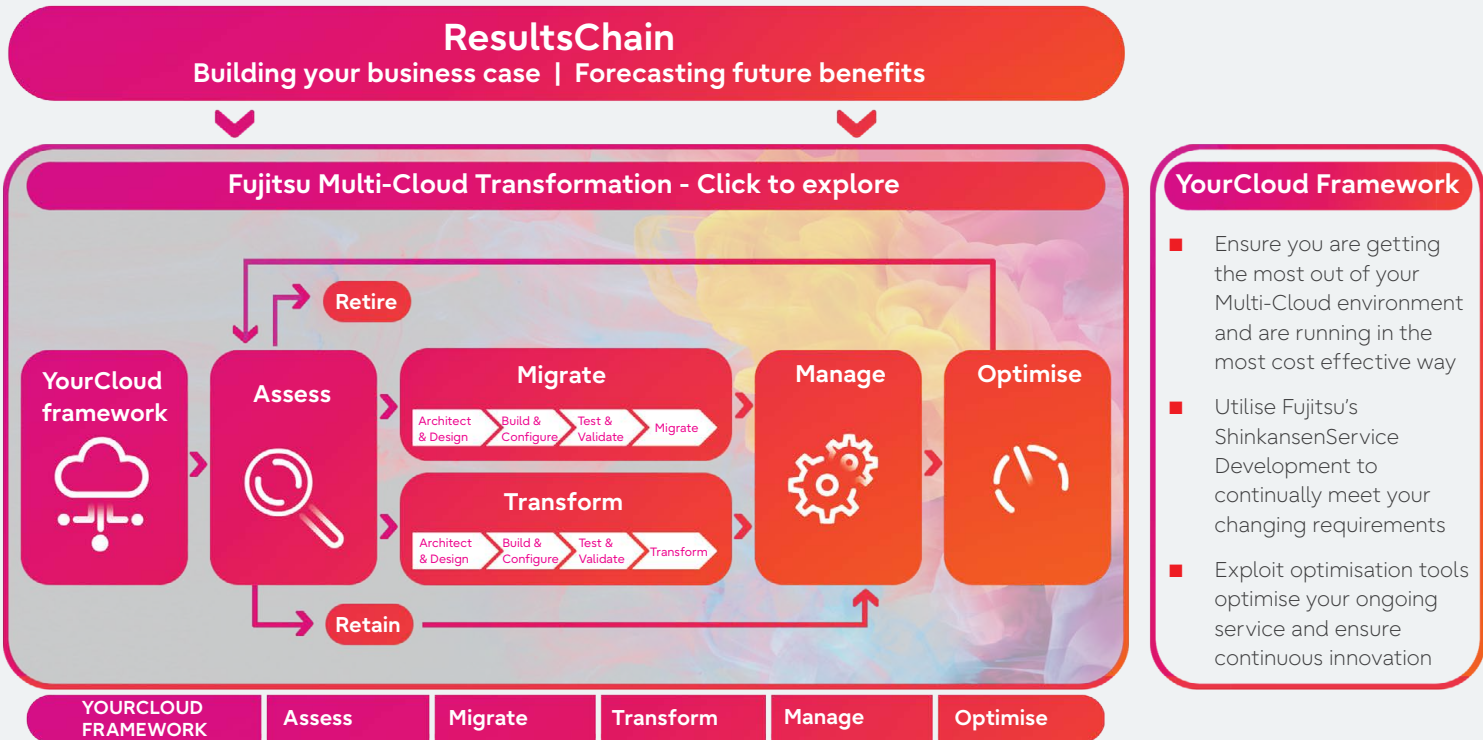 ResultsChain
Building your business case | Forecasting future benefits
Fujitsu Multi-Cloud Transformation - Click to explore
Retire
YourCloud
framework
Assess
Migrate
Architect
& Design
Build &
Configure
Test &
Validate
Migrate
Transform
Architect
& Design
Build &
Configure
Test &
Validate
Transform
Manage
Optimise
Retain
YourCloud Framework
Ensure you are getting
the most out of your
Multi-Cloud environment
and are running in the
most cost effective way
Utilise Fujitsu's
ShinkansenService
Development to
continually meet your
changing requirements
Exploit optimisation tools
optimise your ongoing
service and ensure
continuous innovation
YOURCLOUD
FRAMEWORK
Assess
Migrate
Transform
Manage
Optimise